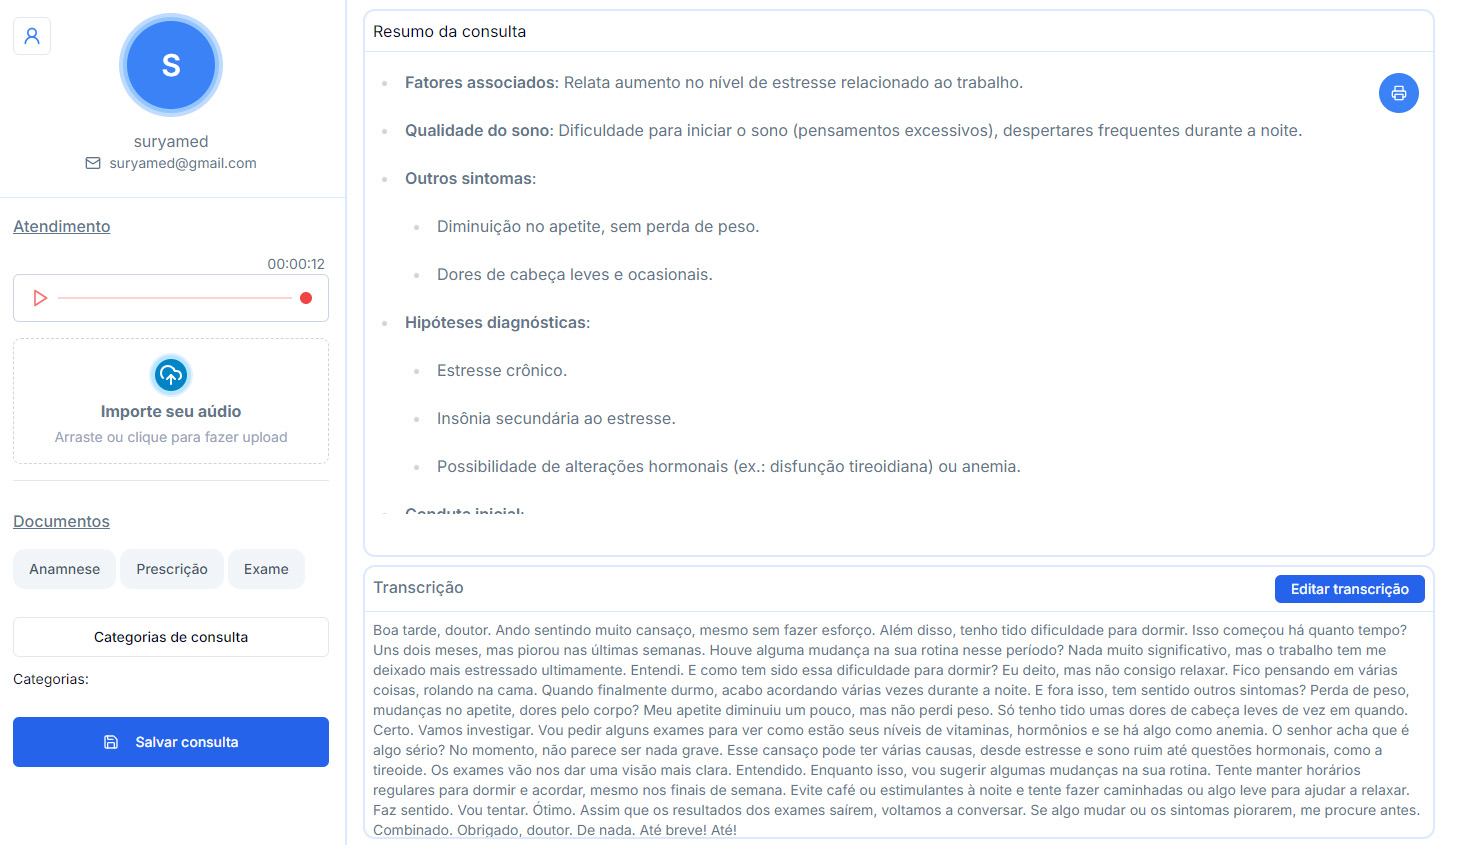 S
suryamed
suryamed@gmail.com
Atendimento
00:00:12
Importe seu aúdio
Arraste ou clique para fazer upload
Documentos
Anamnese Prescrição Exame
Categorias de consulta
Categorias:
Salvar consulta
Resumo da consulta
Fatores associados: Relata aumento no nível de estresse relacionado ao trabalho.
Qualidade do sono: Dificuldade para iniciar o sono (pensamentos excessivos), despertares frequentes durante a noite.
Outros sintomas:
Diminuição no apetite, sem perda de peso.
Dores de cabeça leves e ocasionais.
Hipóteses diagnósticas:
Estresse crônico.
Insônia secundária ao estresse.
Possibilidade de alterações hormonais (ex.: disfunção tireoidiana) ou anemia.
Conduta inicial:
Transcrição
Editar transcrição
Boa tarde, doutor. Ando sentindo muito cansaço, mesmo sem fazer esforço. Além disso, tenho tido dificuldade para dormir. Isso começou há quanto tempo?
Uns dois meses, mas piorou nas últimas semanas. Houve alguma mudança na sua rotina nesse período? Nada muito significativo, mas o trabalho tem me
deixado mais estressado ultimamente. Entendi. E como tem sido essa dificuldade para dormir? Eu deito, mas não consigo relaxar. Fico pensando em várias
coisas, rolando na cama. Quando finalmente durmo, acabo acordando várias vezes durante a noite. E fora isso, tem sentido outros sintomas? Perda de peso,
mudanças no apetite, dores pelo corpo? Meu apetite diminuiu um pouco, mas não perdi peso. Só tenho tido umas dores de cabeça leves de vez em quando.
Certo. Vamos investigar. Vou pedir alguns exames para ver como estão seus níveis de vitaminas, hormônios e se há algo como anemia. O senhor acha que é
algo sério? No momento, não parece ser nada grave. Esse cansaço pode ter várias causas, desde estresse e sono ruim até questões hormonais, como a
tireoide. Os exames vão nos dar uma visão mais clara. Entendido. Enquanto isso, vou sugerir algumas mudanças na sua rotina. Tente manter horários
regulares para dormir e acordar, mesmo nos finais de semana. Evite café ou estimulantes à noite e tente fazer caminhadas ou algo leve para ajudar a relaxar.
Faz sentido. Vou tentar. Ótimo. Assim que os resultados dos exames saírem, voltamos a conversar. Se algo mudar ou os sintomas piorarem, me procure antes.
Combinado. Obrigado, doutor. De nada. Até breve! Até!